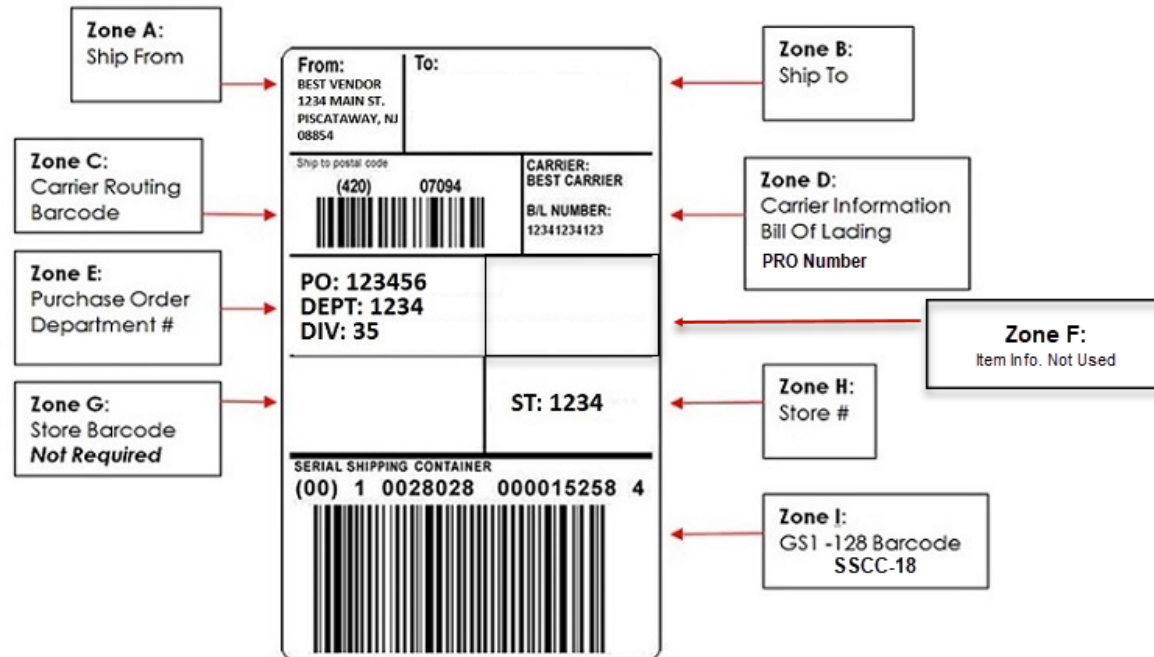 Zone A:
Ship From
Zone B:
Ship To
From:
BEST VENDOR
1234 MAIN ST.
PISCATAWAY, NJ
08854
To:
Zone C:
Carrier Routing
Barcode
Ship to postal code
(420) 07094
CARRIER:
BEST CARRIER
B/L NUMBER:
12341234123
Zone D:
Carrier Information
Bill Of Lading
PRO Number
Zone E:
Purchase Order
Department #
PO: 123456
DEPT: 1234
DIV: 35
Zone F:
Item Info. Not Used
Zone G:
Store Barcode
Not Required
ST: 1234
Zone H:
Store #
SERIAL SHIPPING CONTAINER
(00) 1 0028028 000015258 4
Zone I:
GS1 -128 Barcode
SSCC-18